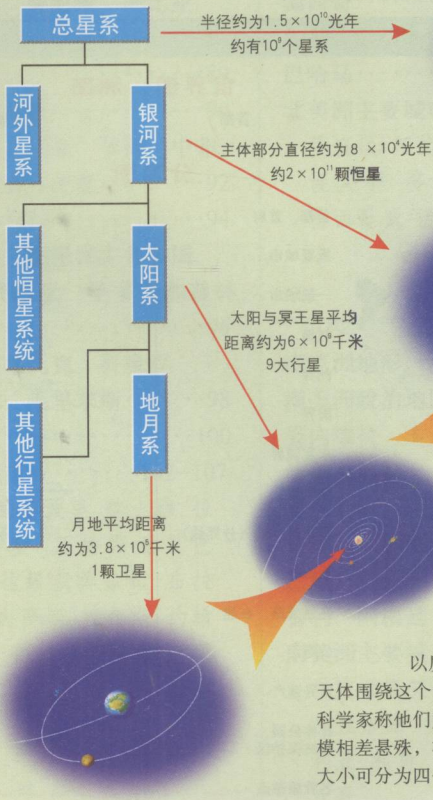 总星系
半径约为1.5×10¹⁰光年
约有10⁹个星系
河外星系
银河系
主体部分直径约为8×10⁴光年
约2×10¹¹颗恒星
其他恒星系统
太阳系
太阳与冥王星平均
距离约为6×10⁹千米
9大行星
其他行星系统
地月系
月地平均距离
约为3.8×10⁵千米
1颗卫星
天体围绕这个
科学家称他们
模相差悬殊，
大小可分为四